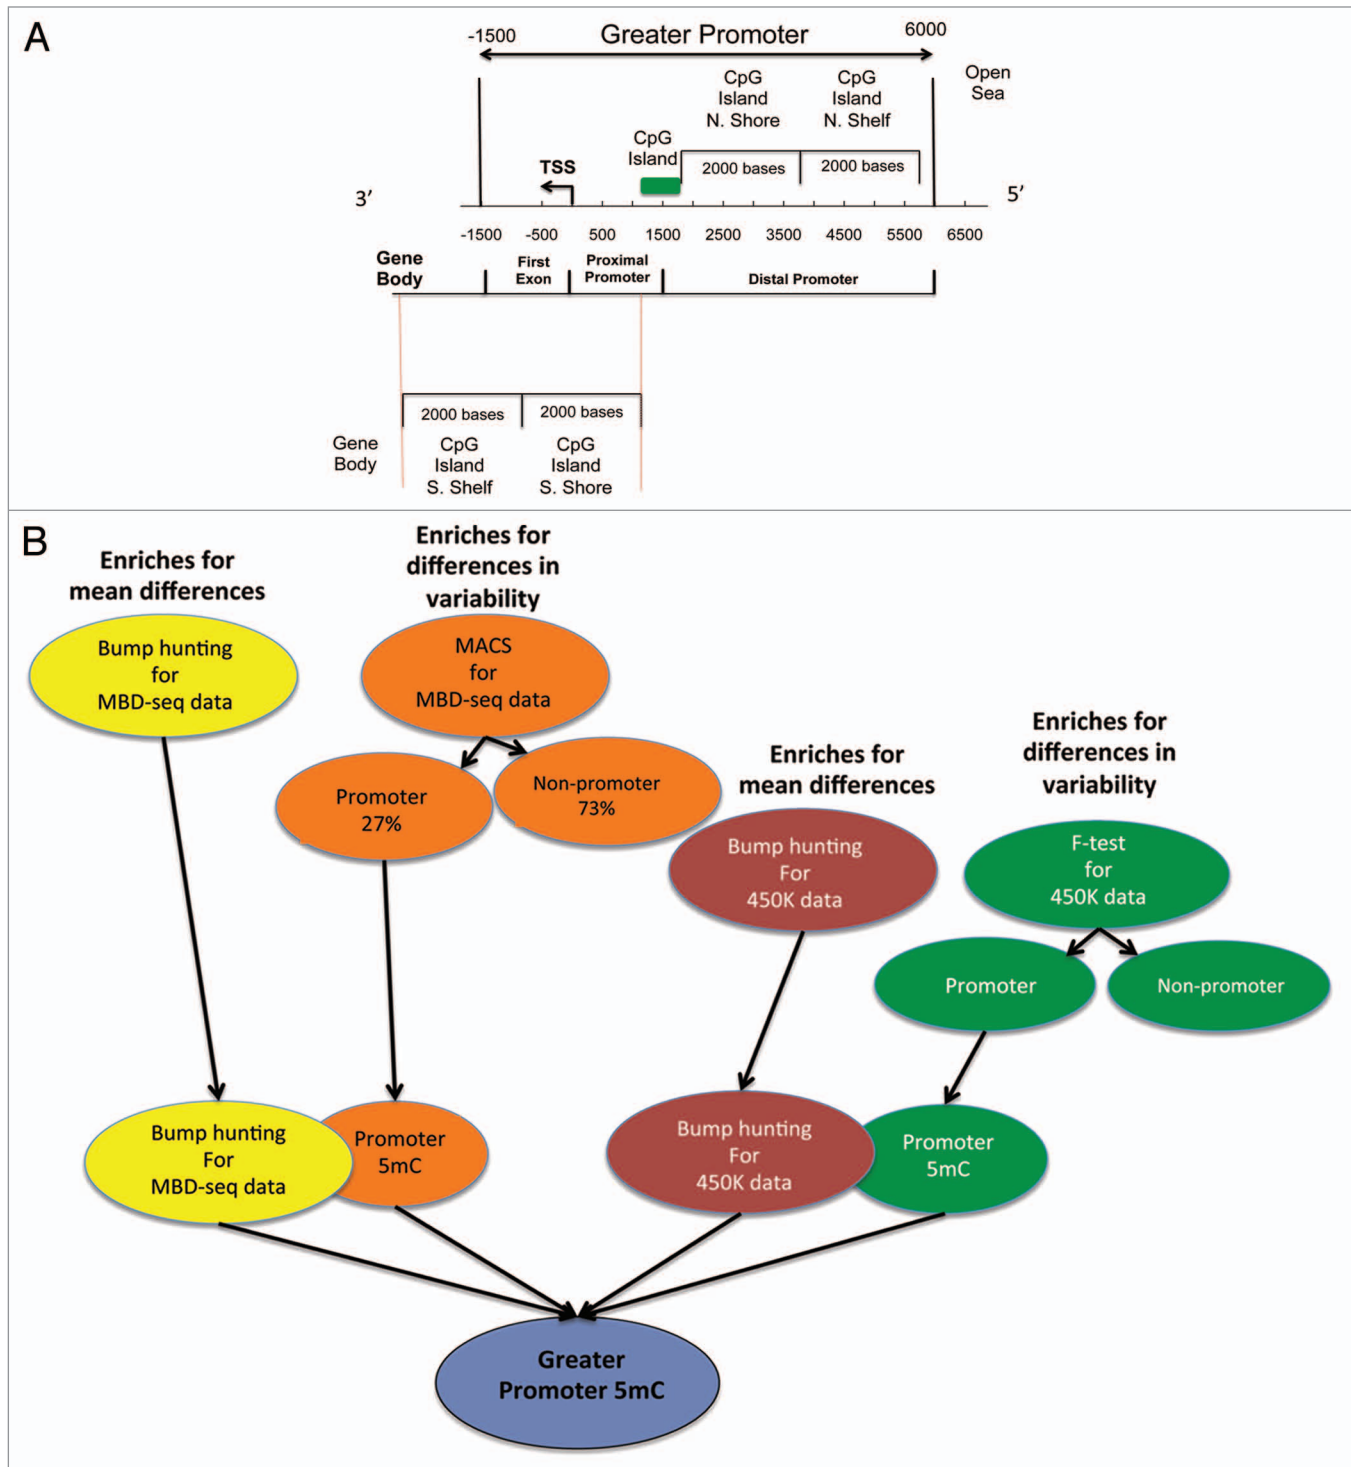 A
-1500
Greater Promoter
6000
CpG
Island
N. Shore
CpG
Island
N. Shelf
Open
Sea
CpG
Island
2000 bases
2000 bases
TSS
3’
5’
-1500
-500
500
1500
2500
3500
4500
5500
6500
Gene
Body
First
Exon
Proximal
Promoter
Distal Promoter
2000 bases
2000 bases
Gene
Body
CpG
Island
S. Shelf
CpG
Island
S. Shore
B
Enriches for
mean differences
Enriches for
differences in
variability
Bump hunting
for
MBD-seq data
MACS
for
MBD-seq data
Promoter
27%
Non-promoter
73%
Enriches for
mean differences
Enriches for
differences in
variability
Bump hunting
For
450K data
F-test
for
450K data
Promoter
Non-promoter
Bump hunting
For
MBD-seq data
Promoter
5mC
Bump hunting
For
450K data
Promoter
5mC
Greater
Promoter 5mC